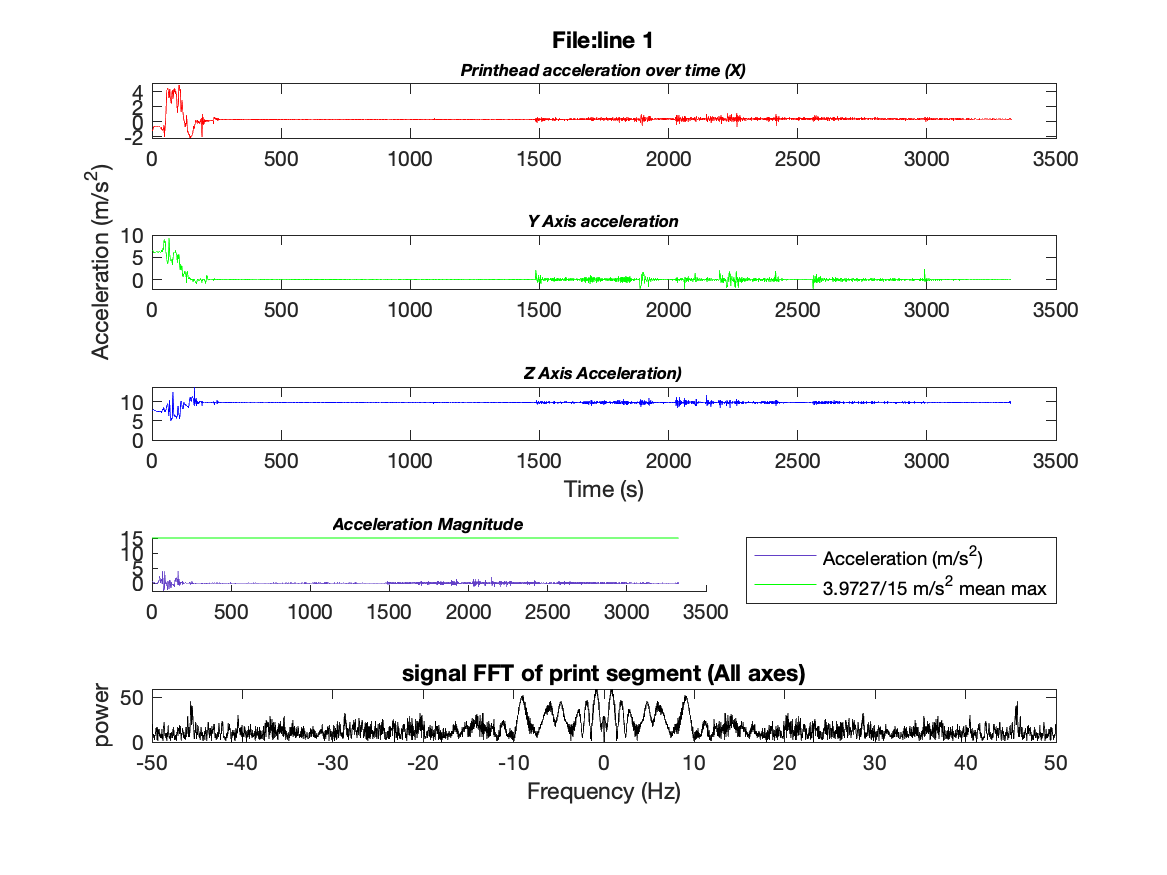 File:line 1
Printhead acceleration over time (X)
4
2
0
-2
0 500 1000 1500 2000 2500 3000 3500
Acceleration (m/s²)
Y Axis acceleration
10
5
0
0 500 1000 1500 2000 2500 3000 3500
Z Axis Acceleration)
10
5
0
0 500 1000 1500 2000 2500 3000 3500
Time (s)
Acceleration Magnitude
15
10
5
0
0 500 1000 1500 2000 2500 3000 3500
Acceleration (m/s²)
3.9727/15 m/s² mean max
signal FFT of print segment (All axes)
power
50
0
-50 -40 -30 -20 -10 0 10 20 30 40 50
Frequency (Hz)